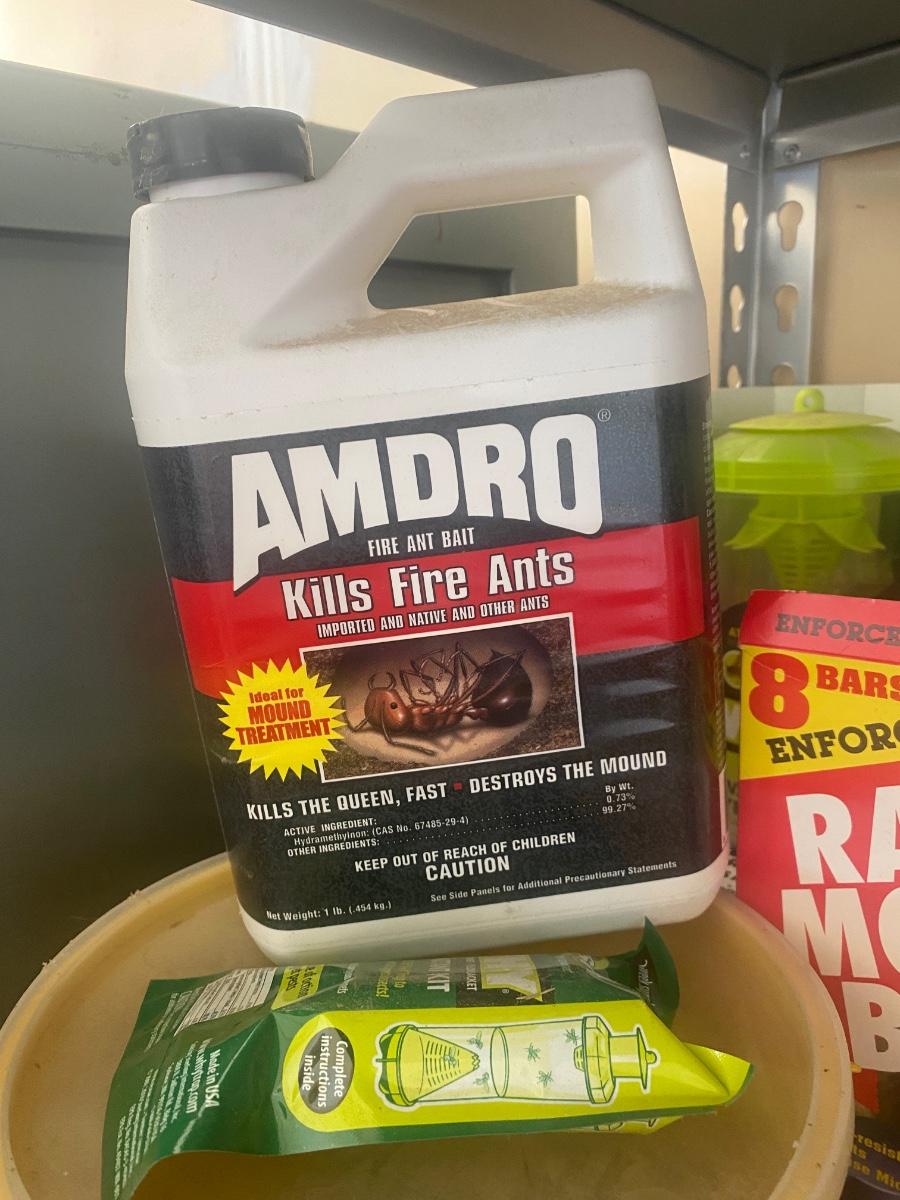 AMDRO®
FIRE ANT BAIT
Kills Fire Ants
IMPORTED AND NATIVE AND OTHER ANTS
Ideal for
MOUND
TREATMENT
KILLS THE QUEEN, FAST ▪ DESTROYS THE MOUND
By Wt.
ACTIVE INGREDIENT:
Hydramethylnon: (CAS No. 67485-29-4) 0.73%
OTHER INGREDIENTS: 99.27%
KEEP OUT OF REACH OF CHILDREN
CAUTION
See Side Panels for Additional Precautionary Statements
Net Weight: 1 lb. (.454 kg.)
ENFORCE
8 BARS
ENFOR
RA
MO
B
-resis
Complete
instructions
inside
Made in USA